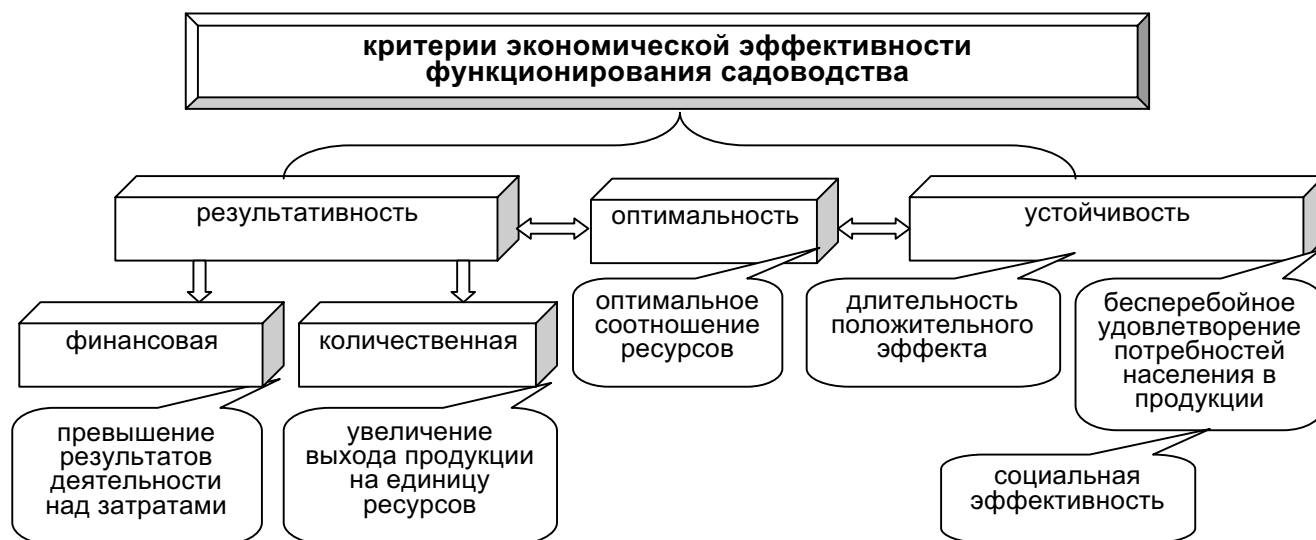 критерии экономической эффективности
функционирования садоводства
результативность
оптимальность
устойчивость
финансовая
количественная
оптимальное
соотношение
ресурсов
длительность
положительного
эффекта
бесперебойное
удовлетворение
потребностей
населения в
продукции
превышение
результатов
деятельности
над затратами
увеличение
выхода продукции
на единицу
ресурсов
социальная
эффективность